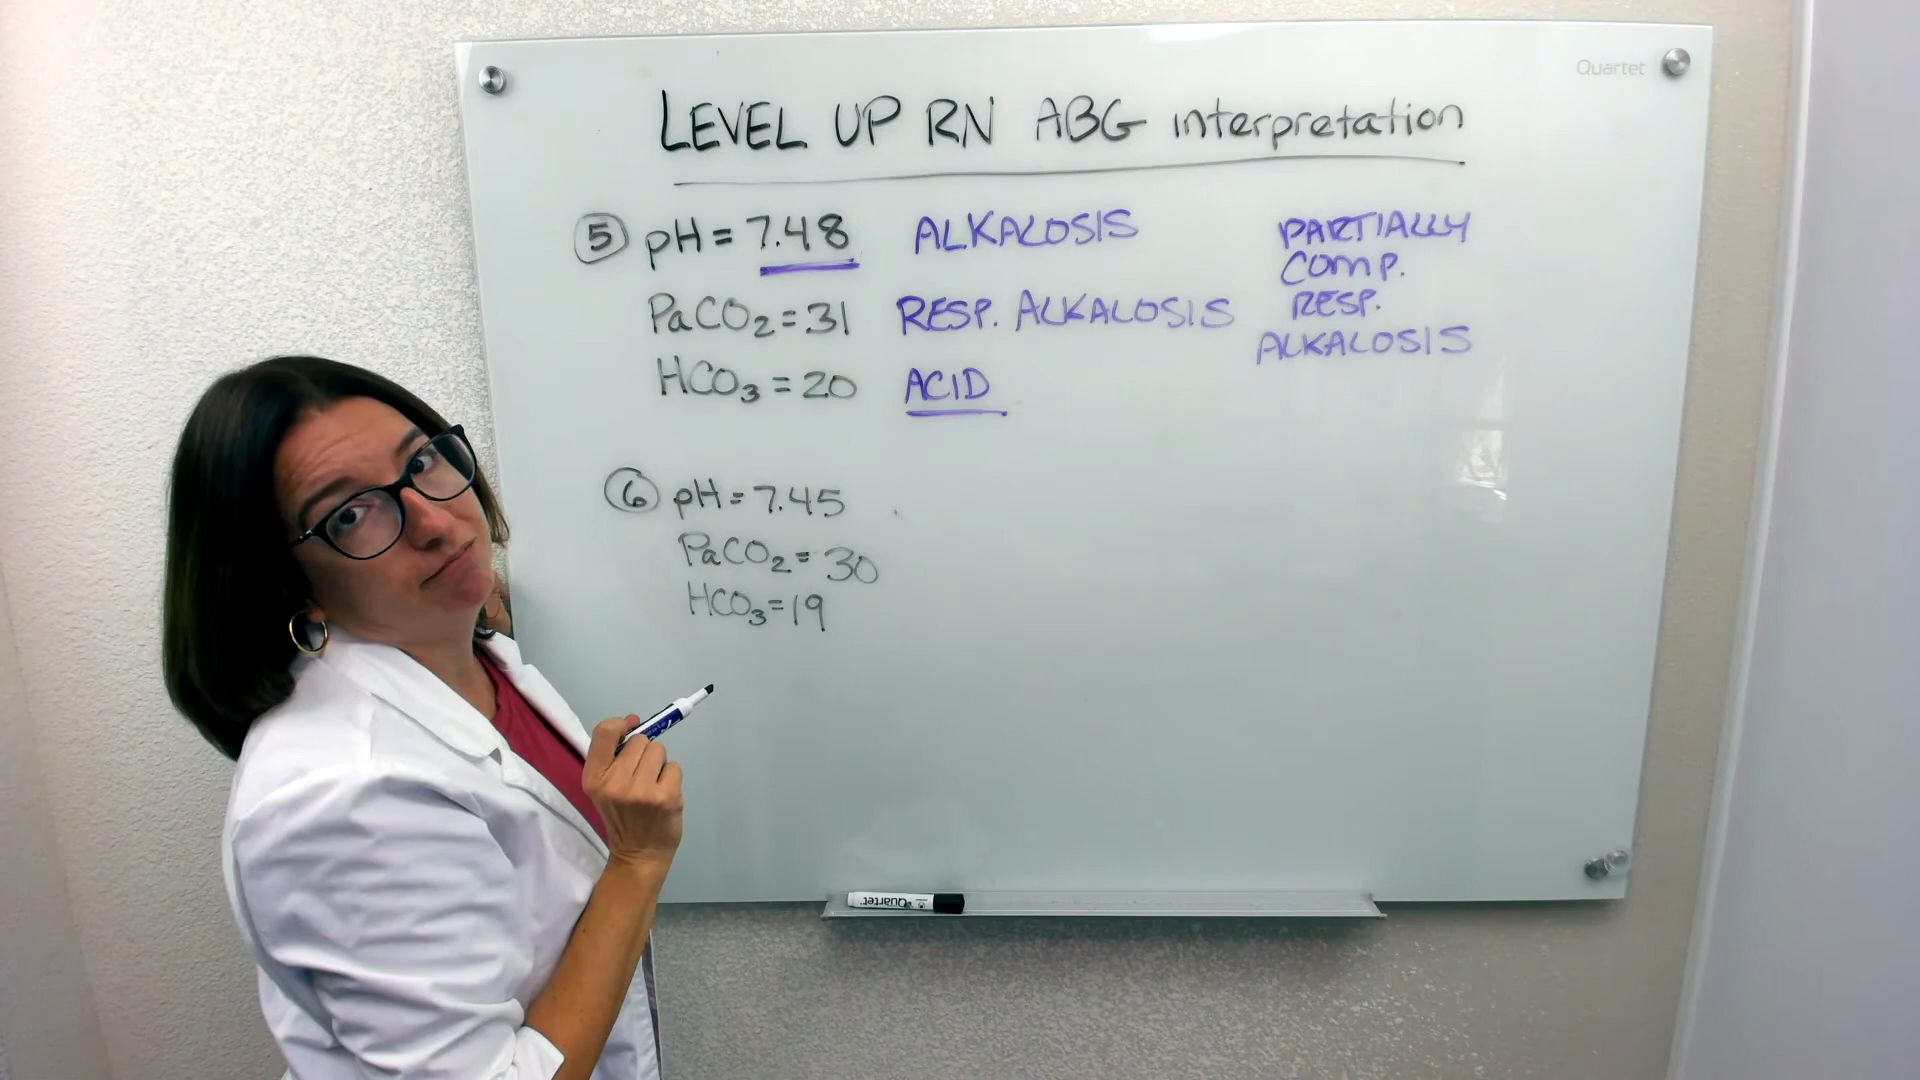 Quartet
LEVEL UP RN ABG interpretation
5 pH = 7.48 ALKALOSIS
PaCO₂ = 31 RESP. ALKALOSIS
HCO₃ = 20 ACID
PARTIALLY
COMP.
RESP.
ALKALOSIS
6 pH = 7.45
PaCO₂ = 30
HCO₃ = 19
Quartet